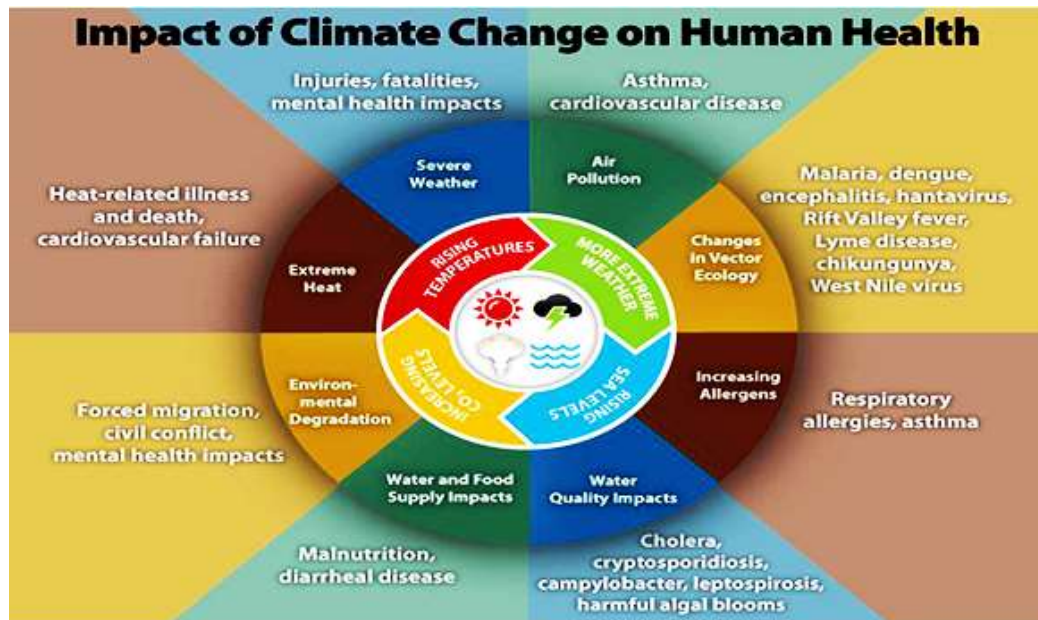 Impact of Climate Change on Human Health
Injuries, fatalities,
mental health impacts
Asthma,
cardiovascular disease
Severe
Weather
Air
Pollution
Heat-related illness
and death,
cardiovascular failure
Malaria, dengue,
encephalitis, hantavirus,
Rift Valley fever,
Lyme disease,
chikungunya,
West Nile virus
Extreme
Heat
RISING
TEMPERATURES
MORE EXTREME
WEATHER
Changes
in Vector
Ecology
INCREASING
CO₂ LEVELS
RISING
SEA LEVELS
Environ-
mental
Degradation
Increasing
Allergens
Forced migration,
civil conflict,
mental health impacts
Respiratory
allergies, asthma
Water and Food
Supply Impacts
Water
Quality Impacts
Malnutrition,
diarrheal disease
Cholera,
cryptosporidiosis,
campylobacter, leptospirosis,
harmful algal blooms